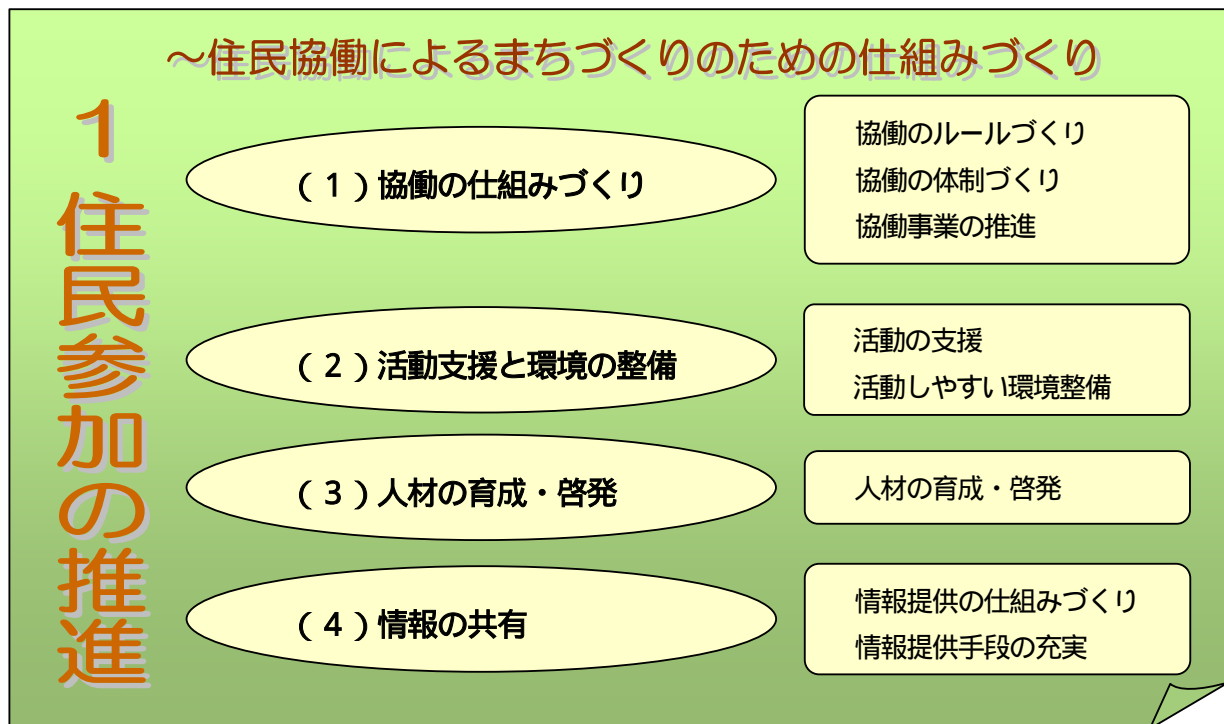 ～住民協働によるまちづくりのための仕組みづくり
1 住民参加の推進
（1）協働の仕組みづくり
協働のルールづくり
協働の体制づくり
協働事業の推進
（2）活動支援と環境の整備
活動の支援
活動しやすい環境整備
（3）人材の育成・啓発
人材の育成・啓発
（4）情報の共有
情報提供の仕組みづくり
情報提供手段の充実